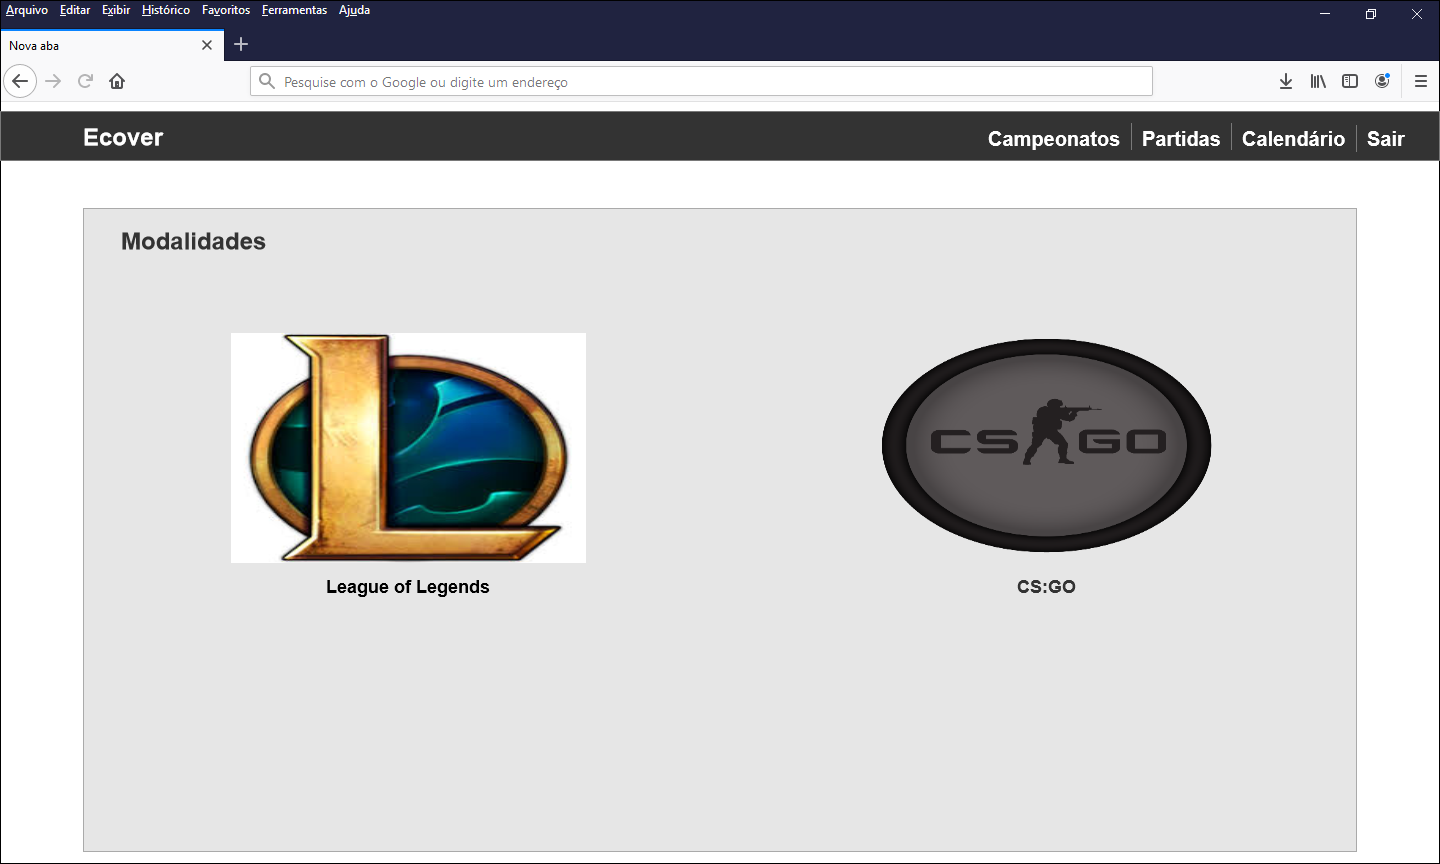 Arquivo Editar Exibir Histórico Favoritos Ferramentas Ajuda
Nova aba
Pesquise com o Google ou digite um endereço
Ecover Campeonatos Partidas Calendário Sair
Modalidades
CS GO
League of Legends CS:GO